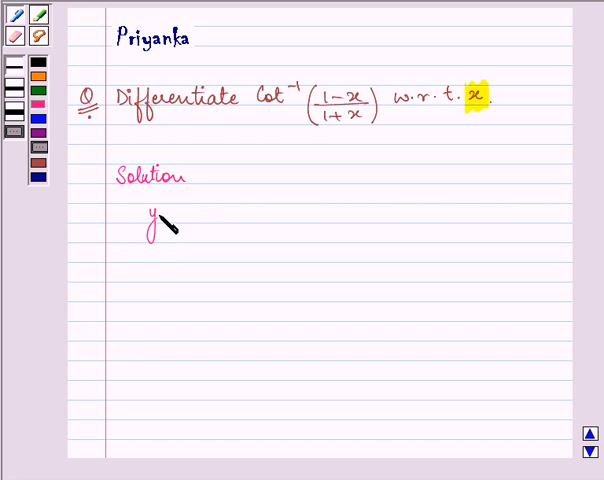 Priyanka
Q. Differentiate Cot⁻¹ (1-x/1+x) w.r.t. x.
Solution
y